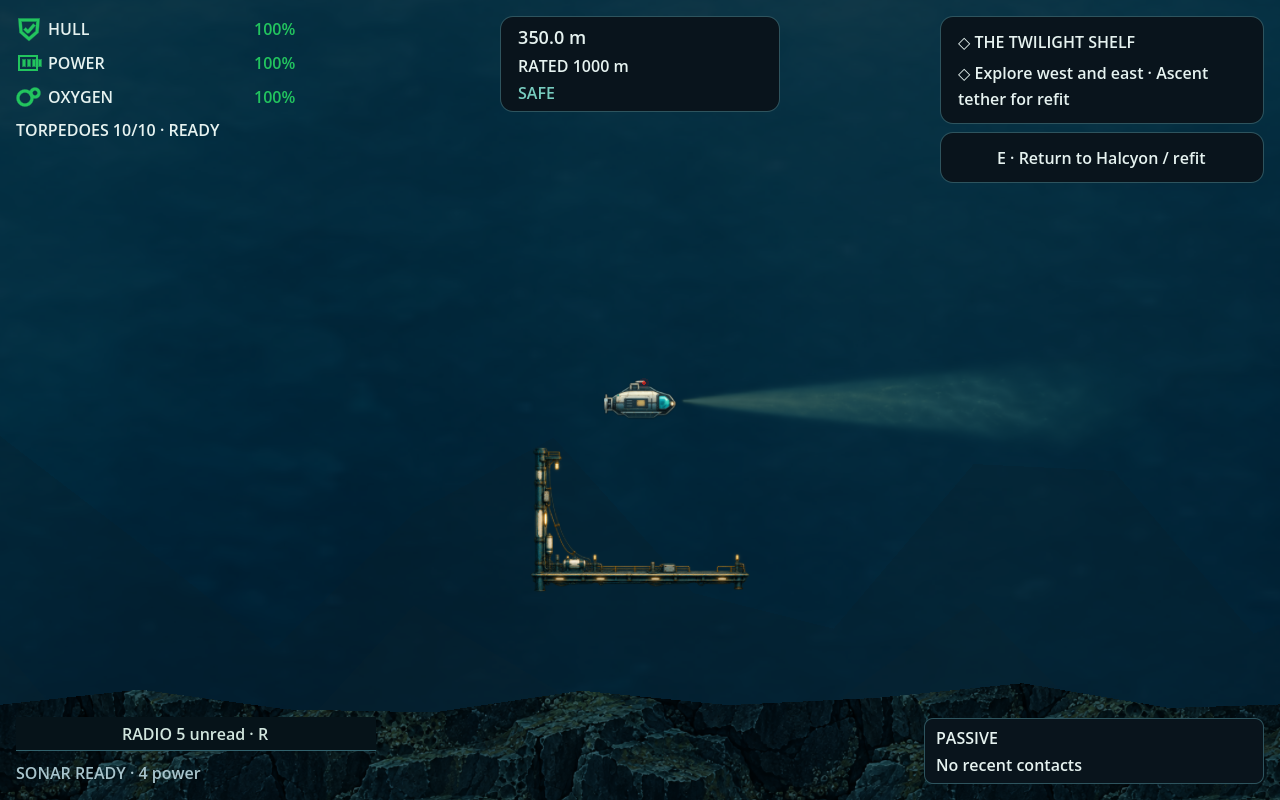 HULL 100%
POWER 100%
OXYGEN 100%
TORPEDOES 10/10 · READY
350.0 m
RATED 1000 m
SAFE
◇ THE TWILIGHT SHELF
◇ Explore west and east · Ascent
tether for refit
E · Return to Halcyon / refit
RADIO 5 unread · R
SONAR READY · 4 power
PASSIVE
No recent contacts